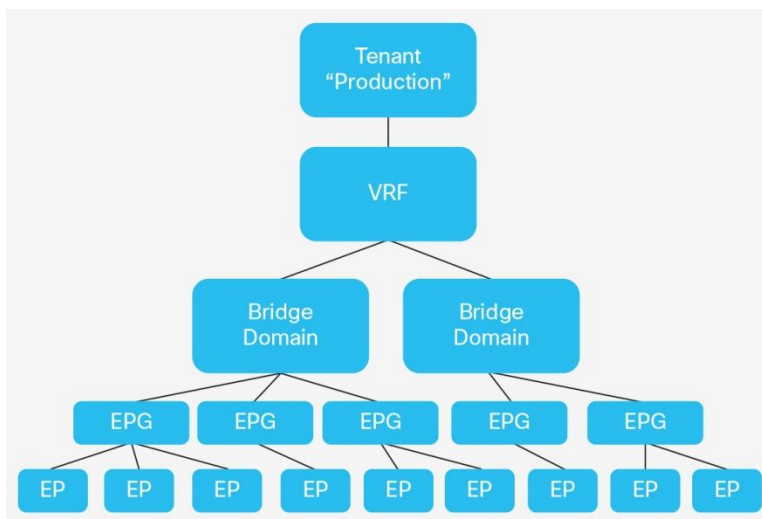 Tenant
“Production”
VRF
Bridge
Domain
Bridge
Domain
EPG
EPG
EPG
EPG
EPG
EP
EP
EP
EP
EP
EP
EP
EP
EP